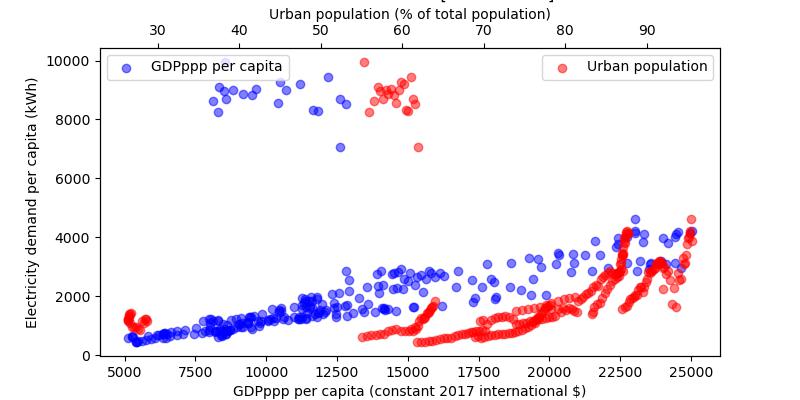 Urban population (% of total population)
30 40 50 60 70 80 90
10000
GDPppp per capita
Urban population
8000
6000
4000
2000
0
Electricity demand per capita (kWh)
5000 7500 10000 12500 15000 17500 20000 22500 25000
GDPppp per capita (constant 2017 international $)